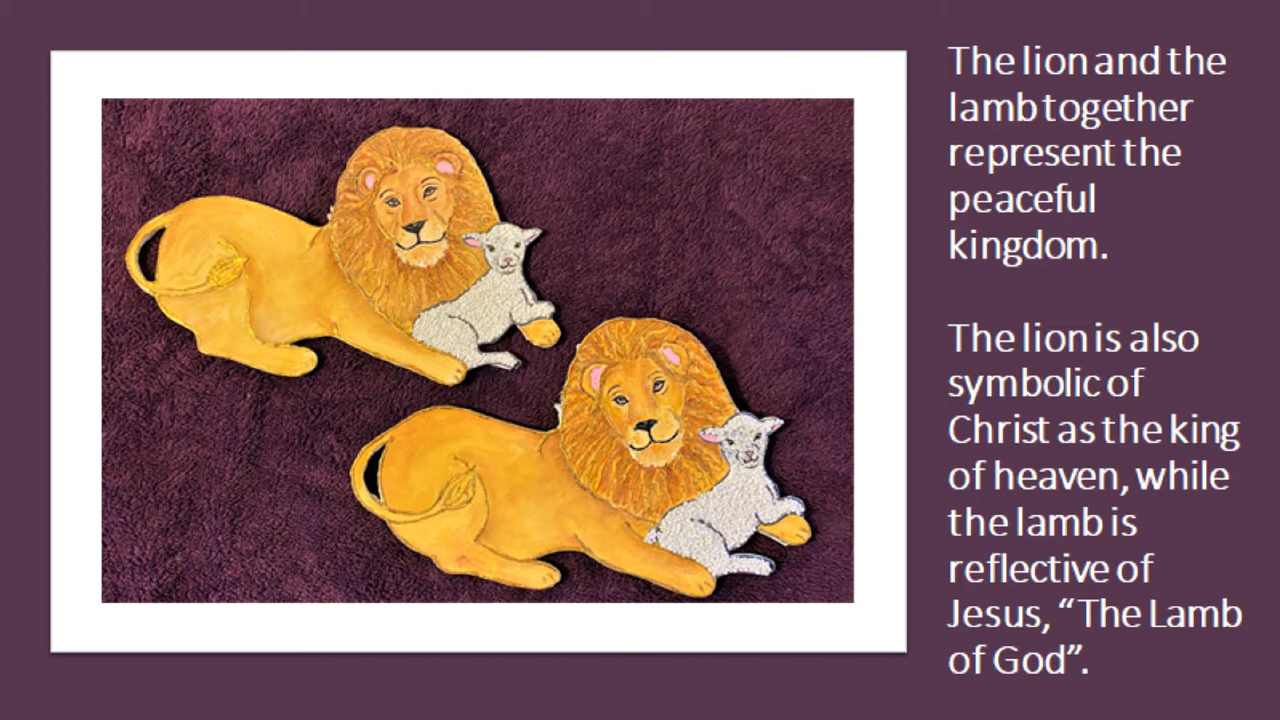 The lion and the
lamb together
represent the
peaceful
kingdom.
The lion is also
symbolic of
Christ as the king
of heaven, while
the lamb is
reflective of
Jesus, “The Lamb
of God”.